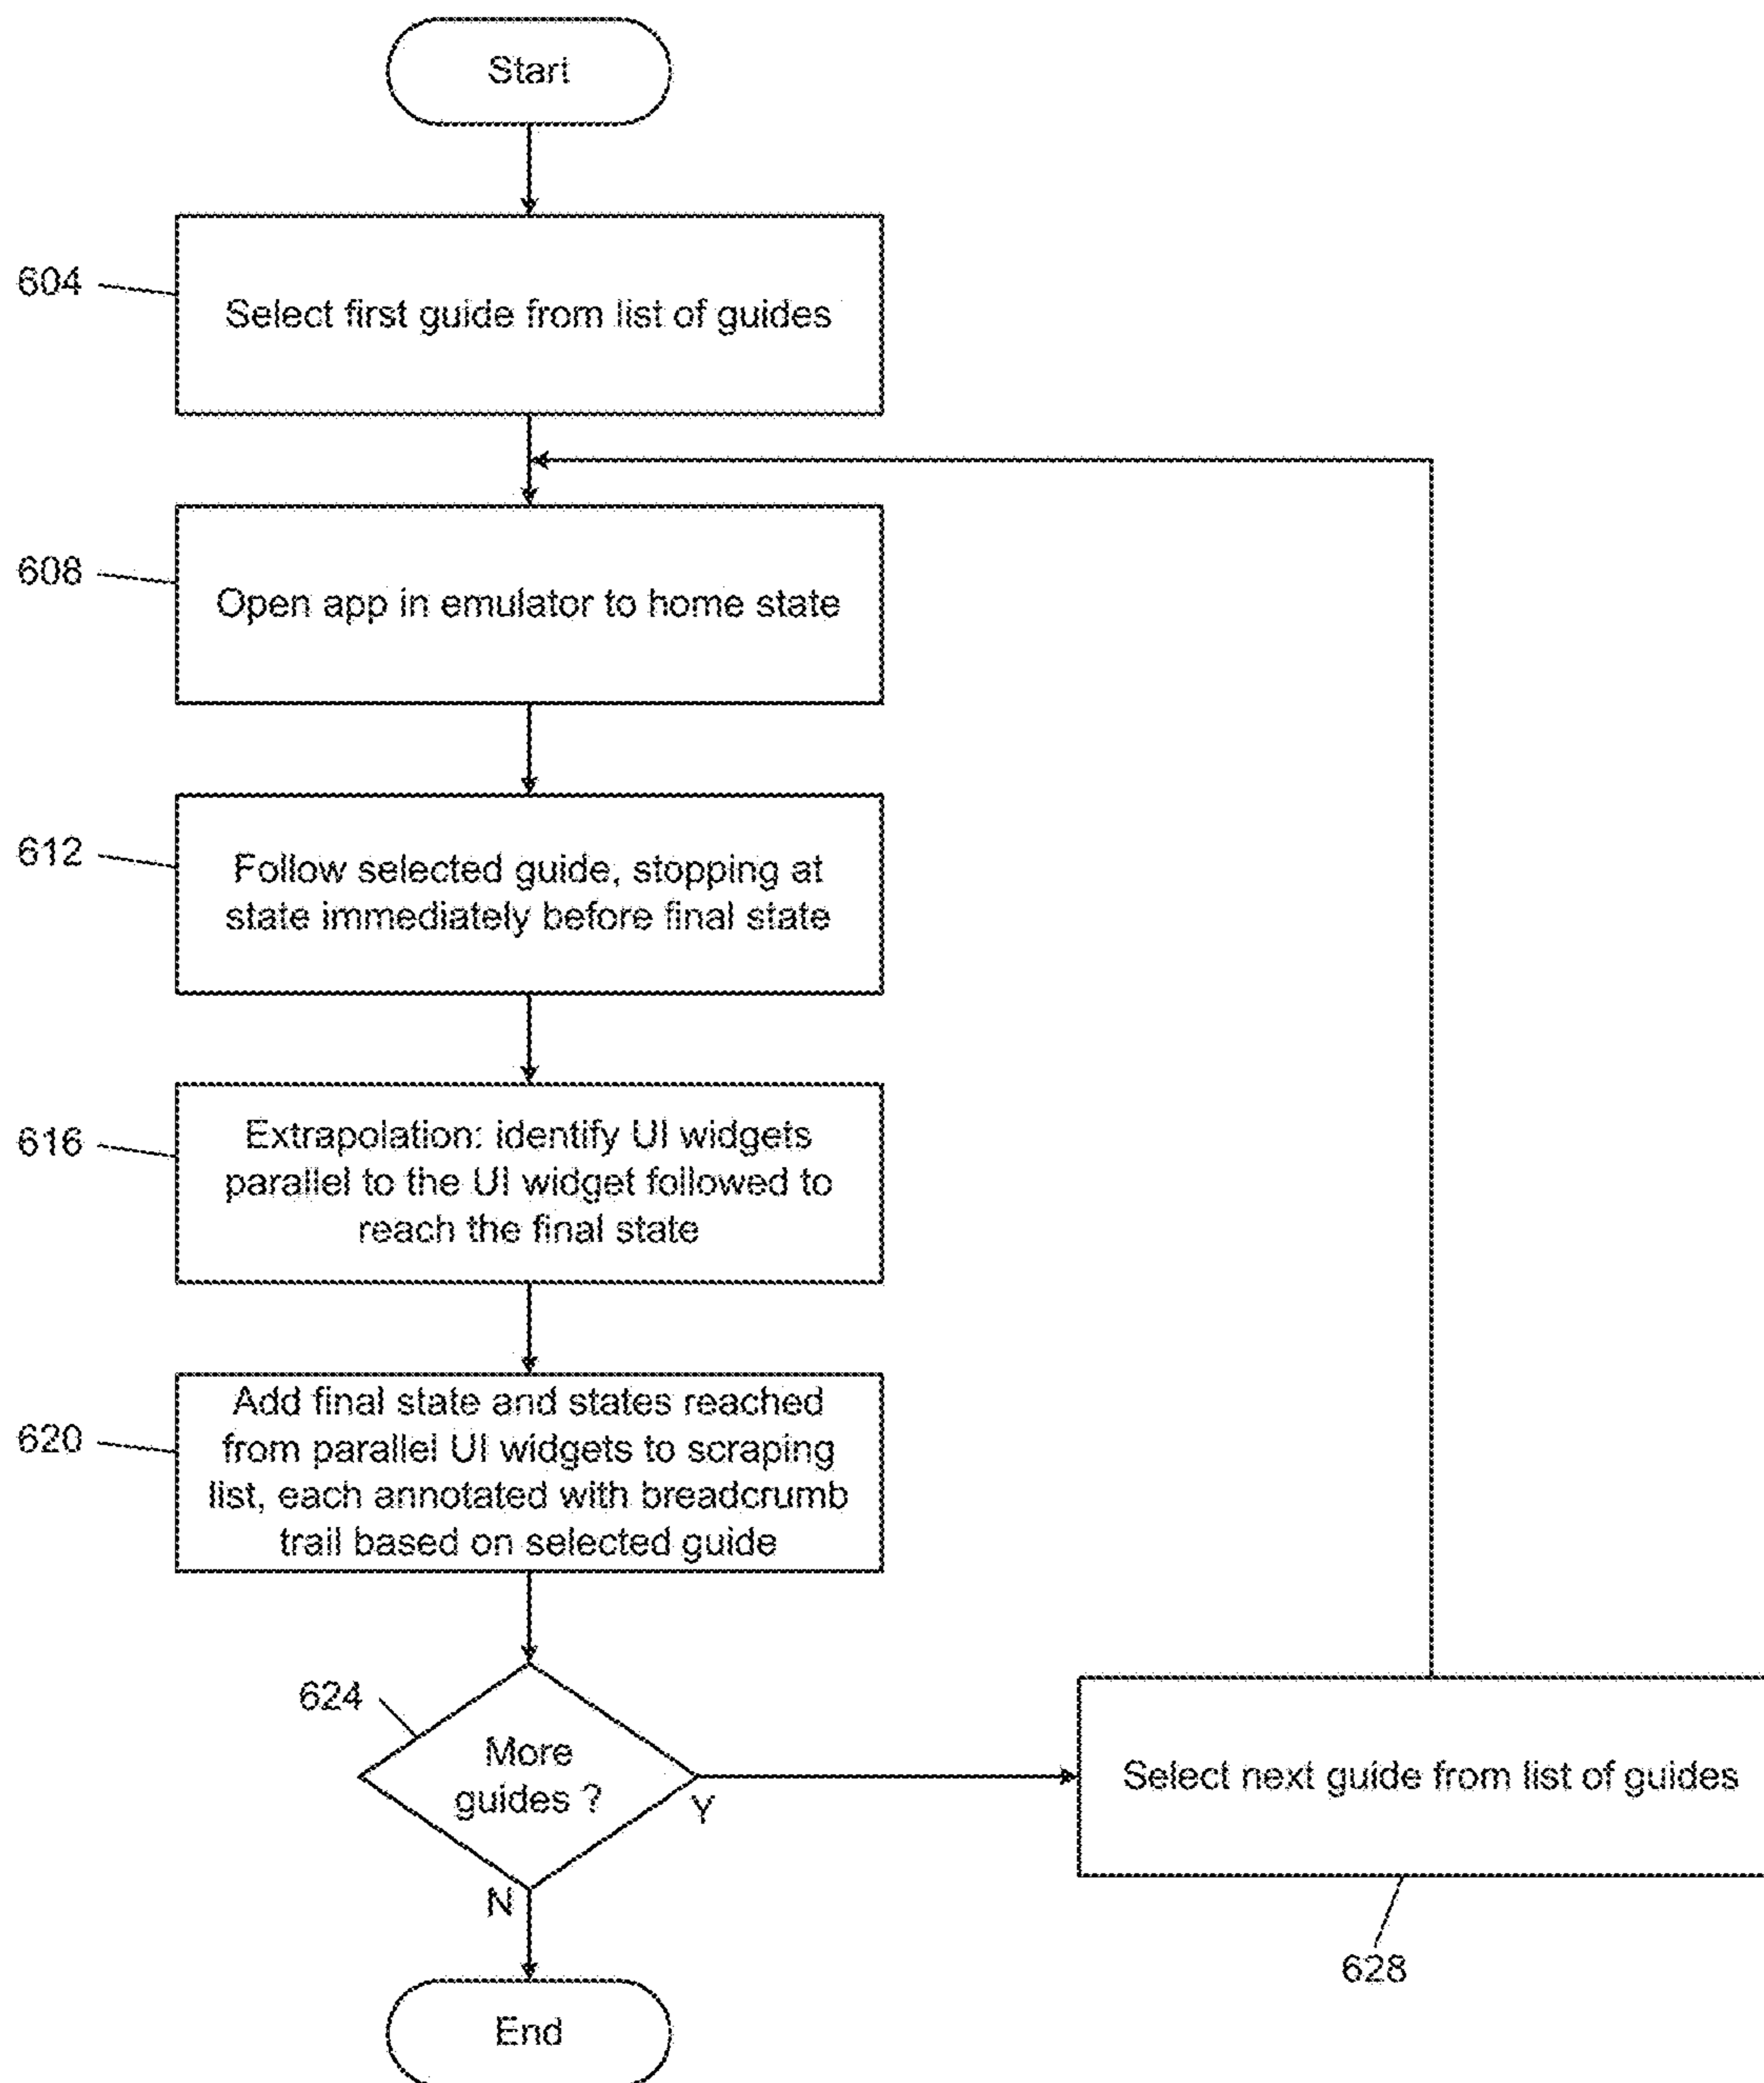 Start
604
Select first guide from list of guides
608
Open app in emulator to home state
612
Follow selected guide, stopping at
state immediately before final state
616
Extrapolation: identify UI widgets
parallel to the UI widget followed to
reach the final state
620
Add final state and states reached
from parallel UI widgets to scraping
list, each annotated with breadcrumb
trail based on selected guide
624
More
guides ?
Y
N
Select next guide from list of guides
628
End